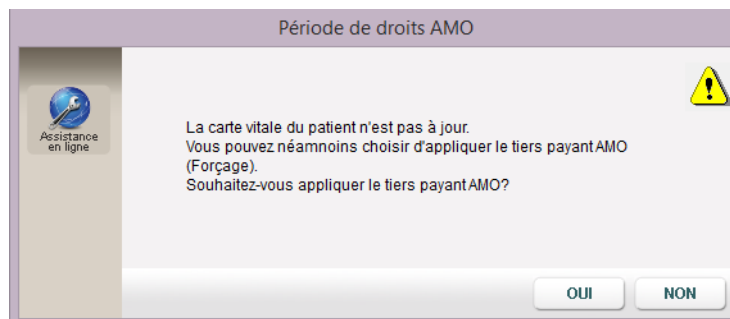 Période de droits AMO
Assistance
en ligne
La carte vitale du patient n'est pas à jour.
Vous pouvez néamnoins choisir d'appliquer le tiers payant AMO
(Forçage).
Souhaitez-vous appliquer le tiers payant AMO?
OUI
NON